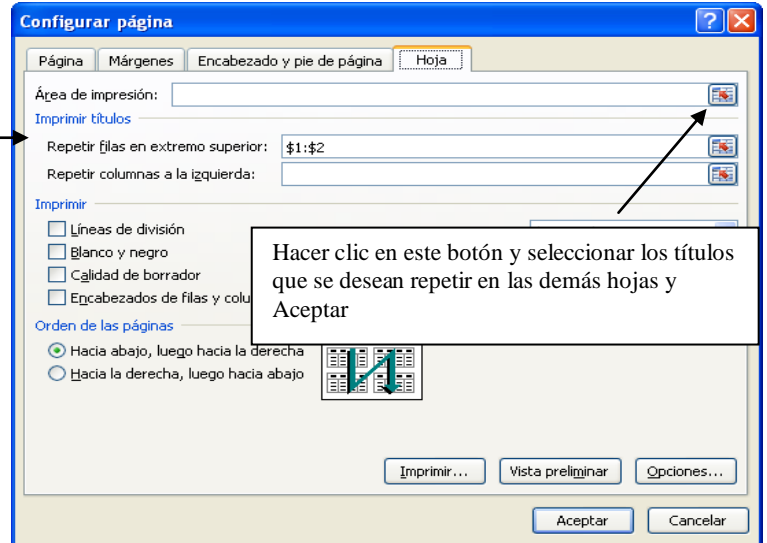 Configurar página
Página Márgenes Encabezado y pie de página Hoja
Área de impresión:
Imprimir títulos
Repetir filas en extremo superior: $1:$2
Repetir columnas a la izquierda:
Imprimir
Líneas de división
Blanco y negro
Calidad de borrador
Encabezados de filas y colu
Hacer clic en este botón y seleccionar los títulos
que se desean repetir en las demás hojas y
Aceptar
Orden de las páginas
Hacia abajo, luego hacia la derecha
Hacia la derecha, luego hacia abajo
Imprimir... Vista preliminar Opciones...
Aceptar Cancelar